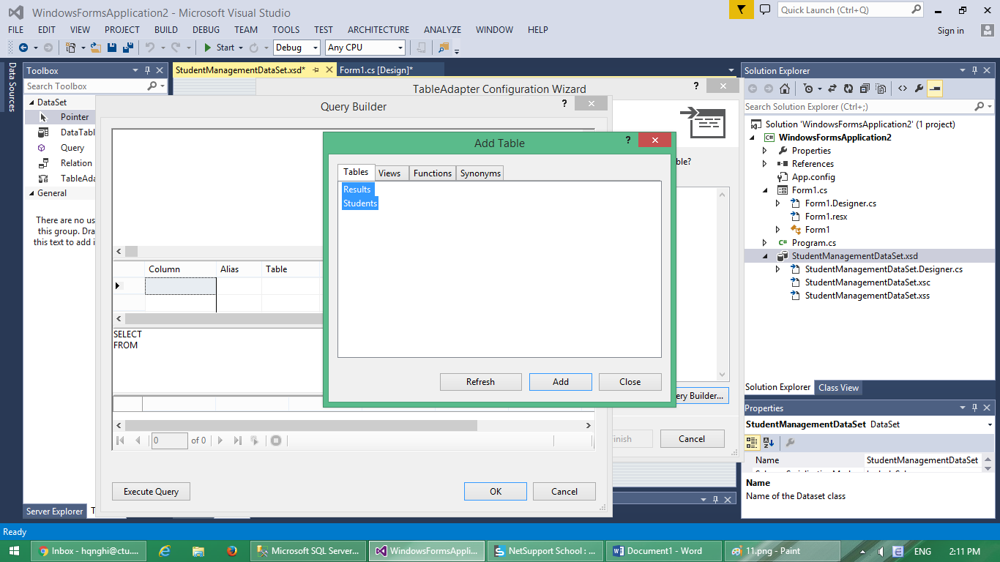 WindowsFormsApplication2 - Microsoft Visual Studio
Quick Launch (Ctrl+Q)
FILE EDIT VIEW PROJECT BUILD DEBUG TEAM TOOLS TEST ARCHITECTURE ANALYZE WINDOW HELP
Sign in
Start Debug Any CPU
Data Sources
Toolbox
Search Toolbox
DataSet
Pointer
DataTabl
Query
Relation
TableAda
General
There are no us
this group. Dra
this text to add i
Server Explorer T
StudentManagementDataSet.xsd*
Form1.cs [Design]*
TableAdapter Configuration Wizard
?
ble?
ery Builder...
inish
Cancel
Query Builder
?
Column Alias Table
SELECT
FROM
0 of 0
Execute Query
OK
Cancel
Add Table
?
Tables Views Functions Synonyms
Results
Students
Refresh Add Close
Solution Explorer
Search Solution Explorer (Ctrl+;)
Solution 'WindowsFormsApplication2' (1 project)
C# WindowsFormsApplication2
Properties
References
App.config
Form1.cs
Form1.Designer.cs
Form1.resx
Form1
C# Program.cs
StudentManagementDataSet.xsd
StudentManagementDataSet.Designer.cs
StudentManagementDataSet.xsc
StudentManagementDataSet.xss
Solution Explorer Class View
Properties
StudentManagementDataSet DataSet
Name StudentManagementDataSet
Name
Name of the Dataset class
Ready
Inbox - hqnghi@ctu....
Microsoft SQL Server...
WindowsFormsAppli...
NetSupport School : ...
Document1 - Word
11.png - Paint
ENG
2:11 PM